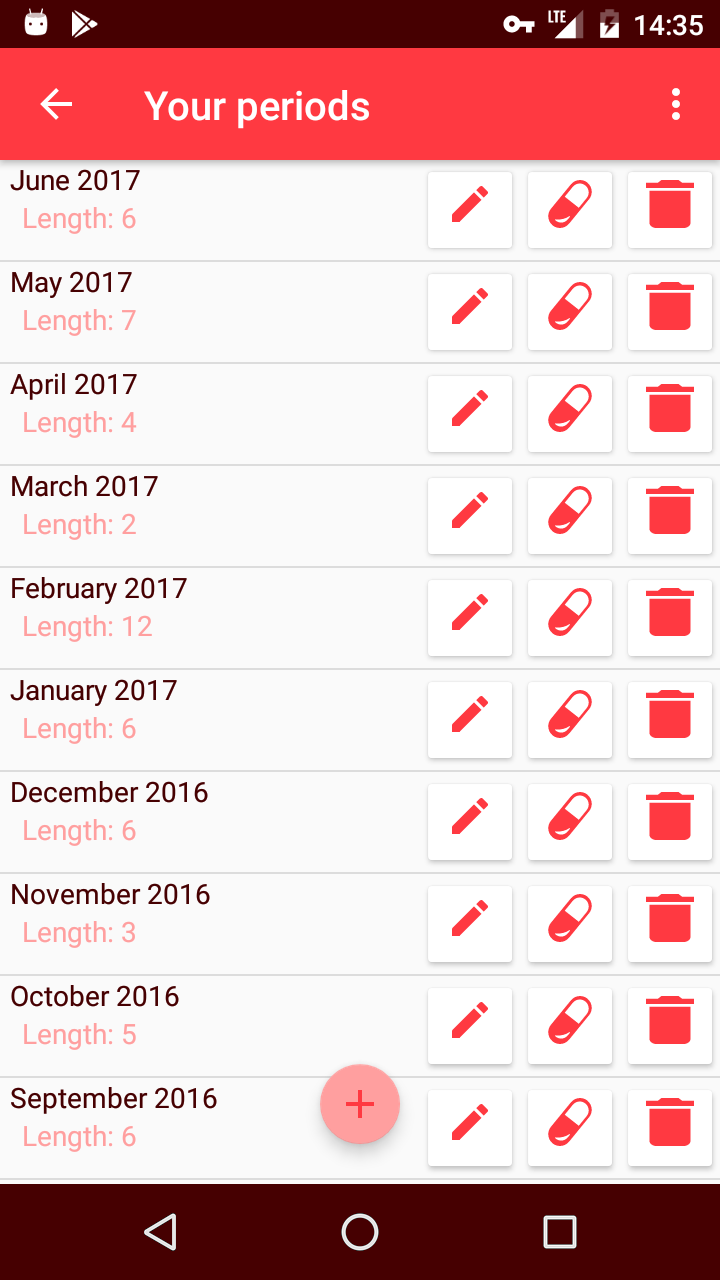 LTE 14:35
Your periods
June 2017
Length: 6
May 2017
Length: 7
April 2017
Length: 4
March 2017
Length: 2
February 2017
Length: 12
January 2017
Length: 6
December 2016
Length: 6
November 2016
Length: 3
October 2016
Length: 5
September 2016
Length: 6